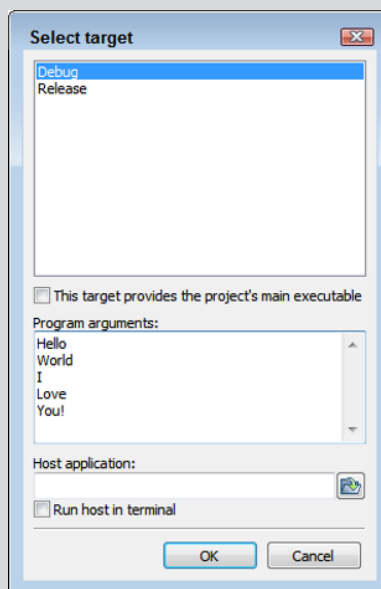 Select target
Debug
Release
This target provides the project's main executable
Program arguments:
Hello
World
I
Love
You!
Host application:
Run host in terminal
OK
Cancel